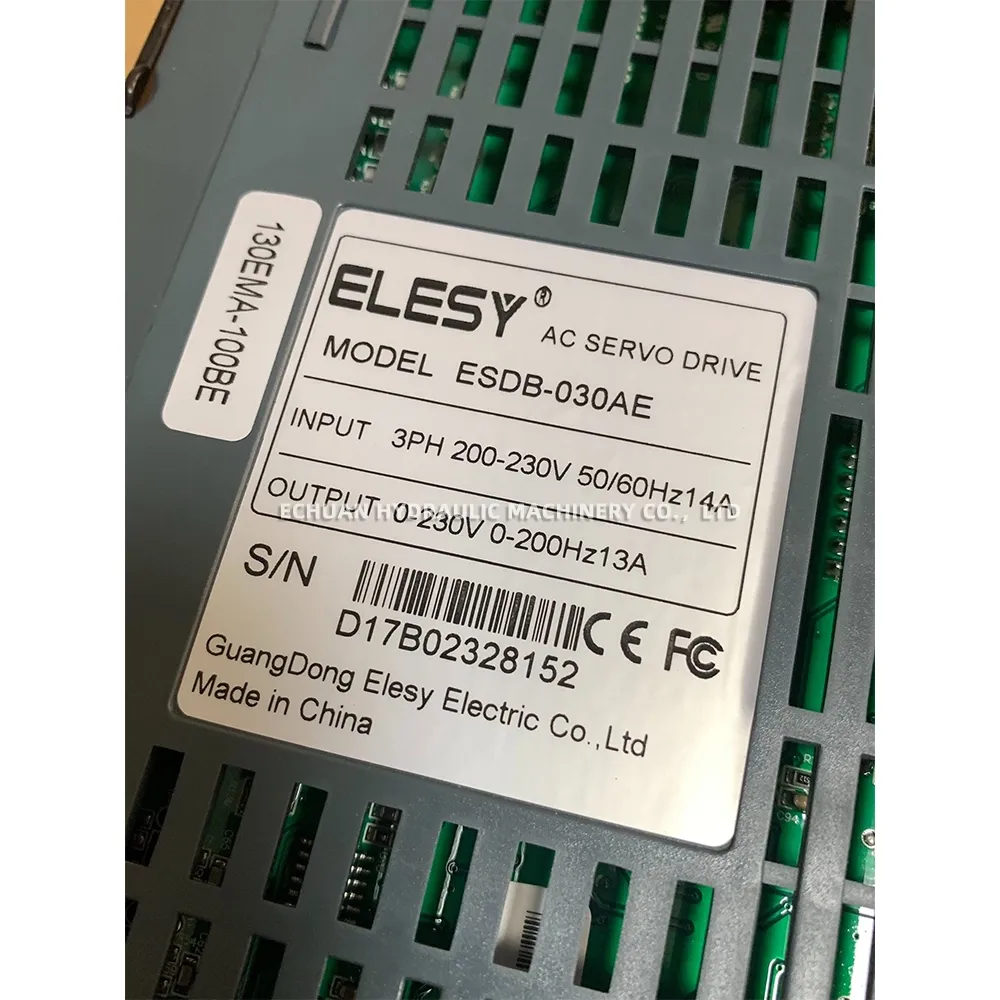 130EMA-100BE
ELESY® AC SERVO DRIVE
MODEL ESDB-030AE
INPUT 3PH 200-230V 50/60Hz14A
OUTPUT 0-230V 0-200Hz13A
ECHUAN HYDRAULIC MACHINERY CO., LTD
S/N
D17B02328152
CE FC
GuangDong Elesy Electric Co.,Ltd
Made in China